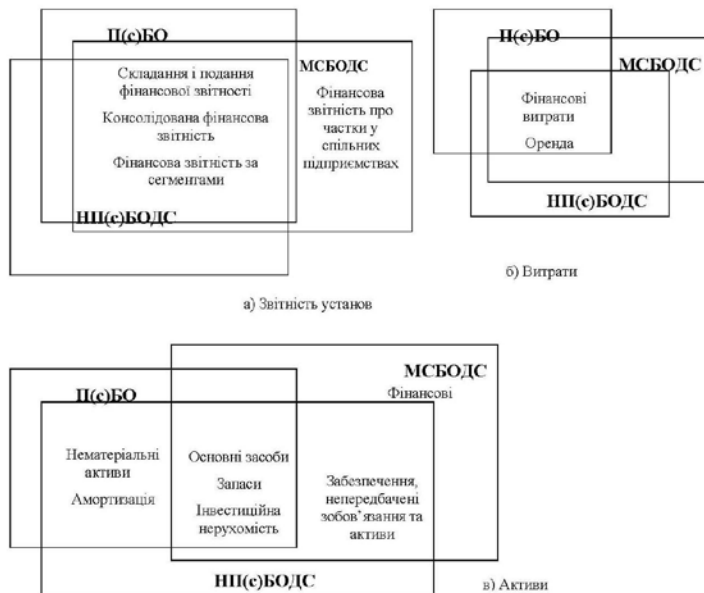 П(с)БО
МСБОДС
Складання і подання
фінансової звітності
Консолідована фінансова
звітність
Фінансова звітність за
сегментами
Фінансова
звітність про
частки у
спільних
підприємствах
НП(с)БОДС
а) Звітність установ
П(с)БО
МСБОДС
Фінансові
витрати
Оренда
НП(с)БОДС
б) Витрати
МСБОДС
Фінансові
П(с)БО
Нематеріальні
активи
Амортизація
Основні засоби
Запаси
Інвестиційна
нерухомість
Забезпечення,
непередбачені
зобов’язання та
активи
НП(с)БОДС
в) Активи